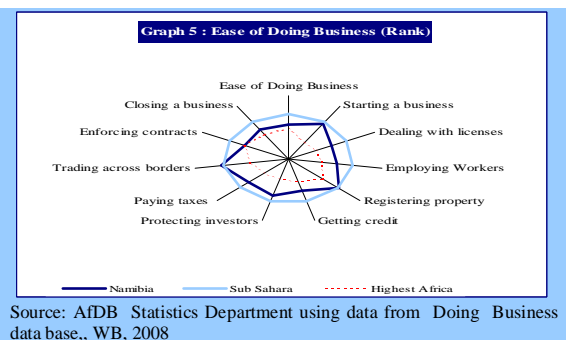 Graph 5 : Ease of Doing Business (Rank)
Ease of Doing Business
Closing a business
Starting a business
Enforcing contracts
Dealing with licenses
Trading across borders
Employing Workers
Paying taxes
Registering property
Protecting investors
Getting credit
Namibia
Sub Sahara
Highest Africa
Source: AfDB Statistics Department using data from Doing Business
data base,, WB, 2008